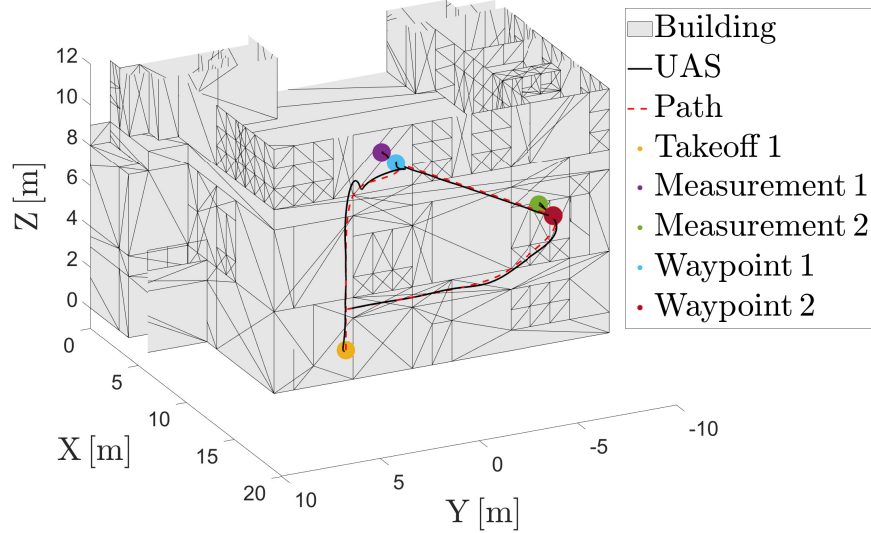 12
10
8
6
4
2
0
Z [m]
0
5
10
15
20
X [m]
10
5
0
-5
-10
Y [m]
Building
UAS
Path
Takeoff 1
Measurement 1
Measurement 2
Waypoint 1
Waypoint 2